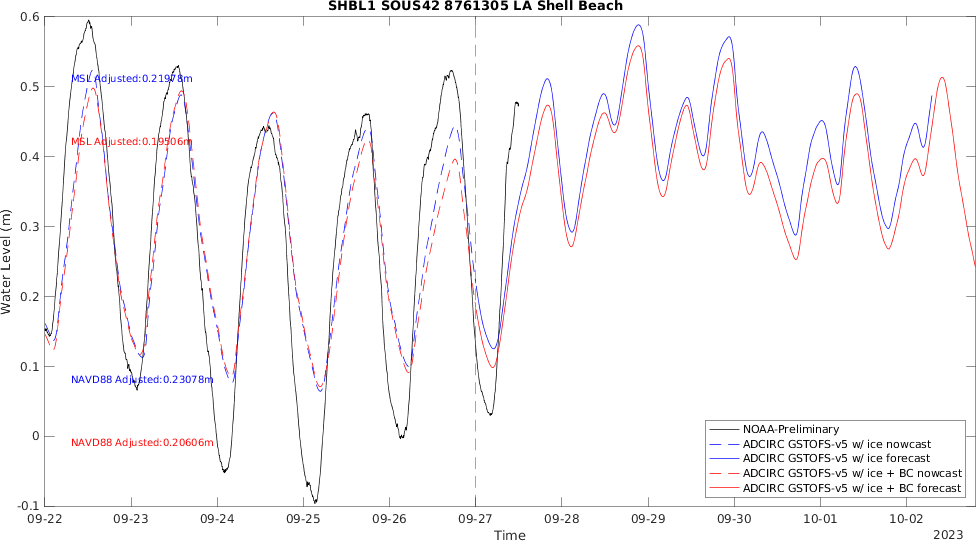 SHBL1 SOUS42 8761305 LA Shell Beach
0.6
0.5
0.4
0.3
0.2
0.1
0
-0.1
Water Level (m)
MSL Adjusted:0.21978m
MSL Adjusted:0.19506m
NAVD88 Adjusted:0.23078m
NAVD88 Adjusted:0.20606m
NOAA-Preliminary
ADCIRC GSTOFS-v5 w/ ice nowcast
ADCIRC GSTOFS-v5 w/ ice forecast
ADCIRC GSTOFS-v5 w/ ice + BC nowcast
ADCIRC GSTOFS-v5 w/ ice + BC forecast
09-22 09-23 09-24 09-25 09-26 09-27 09-28 09-29 09-30 10-01 10-02
Time
2023